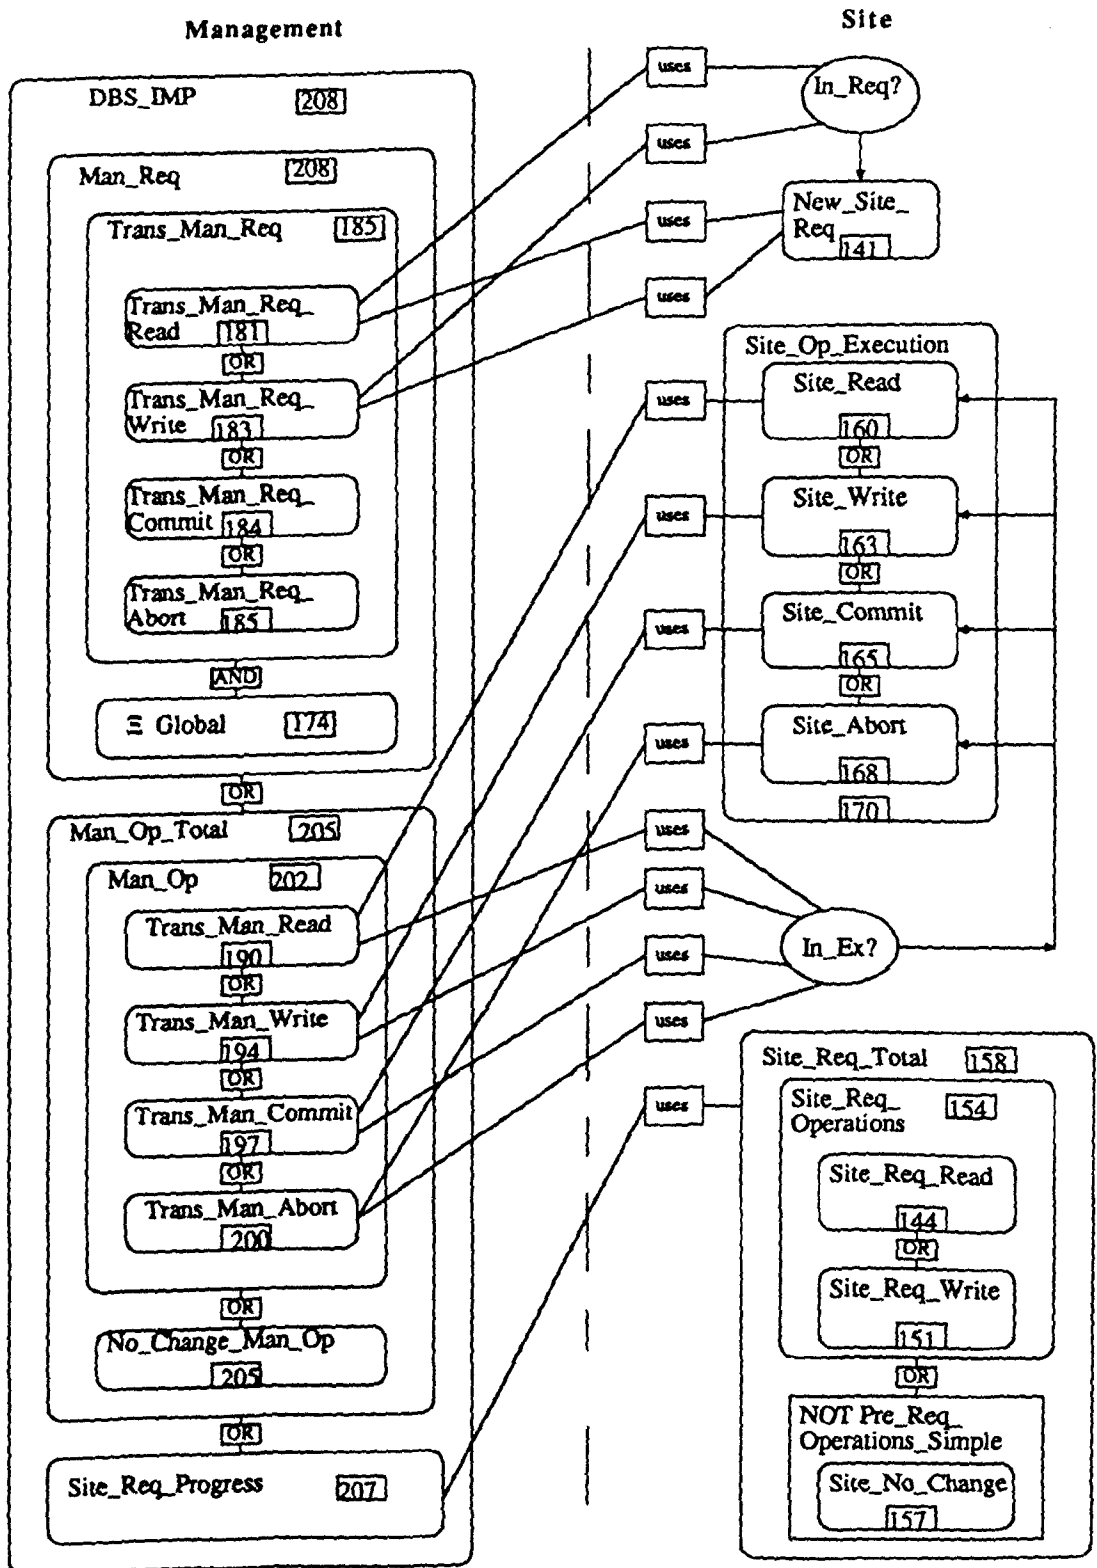 Management
DBS_IMP 208
Man_Req 208
Trans_Man_Req 185
Trans_Man_Req_
Read 181
OR
Trans_Man_Req_
Write 183
OR
Trans_Man_Req_
Commit 184
OR
Trans_Man_Req_
Abort 185
AND
Ξ Global 174
OR
Man_Op_Total 205
Man_Op 202
Trans_Man_Read
190
OR
Trans_Man_Write
194
OR
Trans_Man_Commit
197
OR
Trans_Man_Abort
200
OR
No_Change_Man_Op
205
OR
Site_Req_Progress 207
uses
uses
uses
uses
uses
uses
uses
uses
uses
uses
uses
uses
uses
Site
In_Req?
New_Site_
Req
141
Site_Op_Execution
Site_Read
160
OR
Site_Write
163
OR
Site_Commit
165
OR
Site_Abort
168
170
In_Ex?
Site_Req_Total 158
Site_Req_ 154
Operations
Site_Req_Read
144
OR
Site_Req_Write
151
OR
NOT Pre_Req_
Operations_Simple
Site_No_Change
157